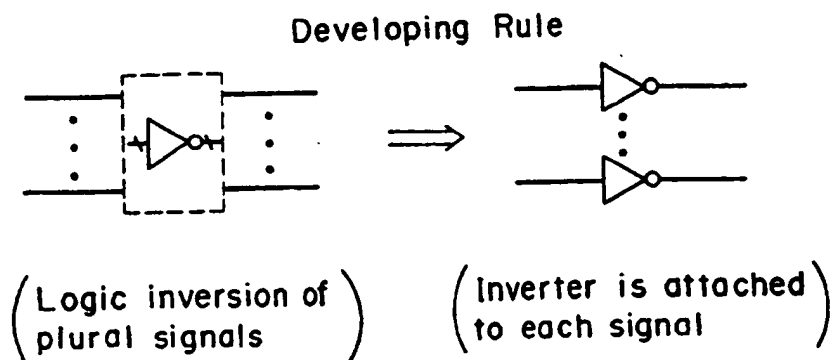 Developing Rule
(Logic inversion of
plural signals)
(Inverter is attached
to each signal)